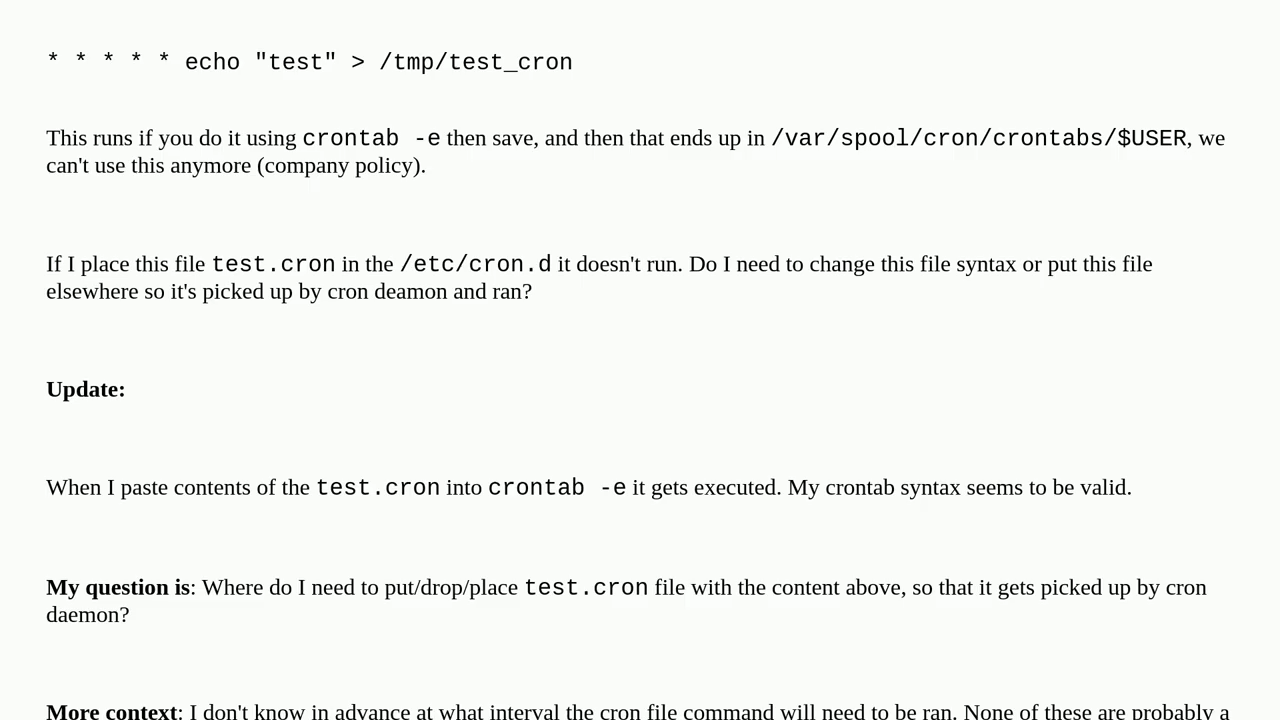 * * * * * echo "test" > /tmp/test_cron
This runs if you do it using crontab -e then save, and then that ends up in /var/spool/cron/crontabs/$USER, we
can't use this anymore (company policy).
If I place this file test.cron in the /etc/cron.d it doesn't run. Do I need to change this file syntax or put this file
elsewhere so it's picked up by cron deamon and ran?
Update:
When I paste contents of the test.cron into crontab -e it gets executed. My crontab syntax seems to be valid.
My question is: Where do I need to put/drop/place test.cron file with the content above, so that it gets picked up by cron
daemon?
More context: I don't know in advance at what interval the cron file command will need to be ran. None of these are probably a